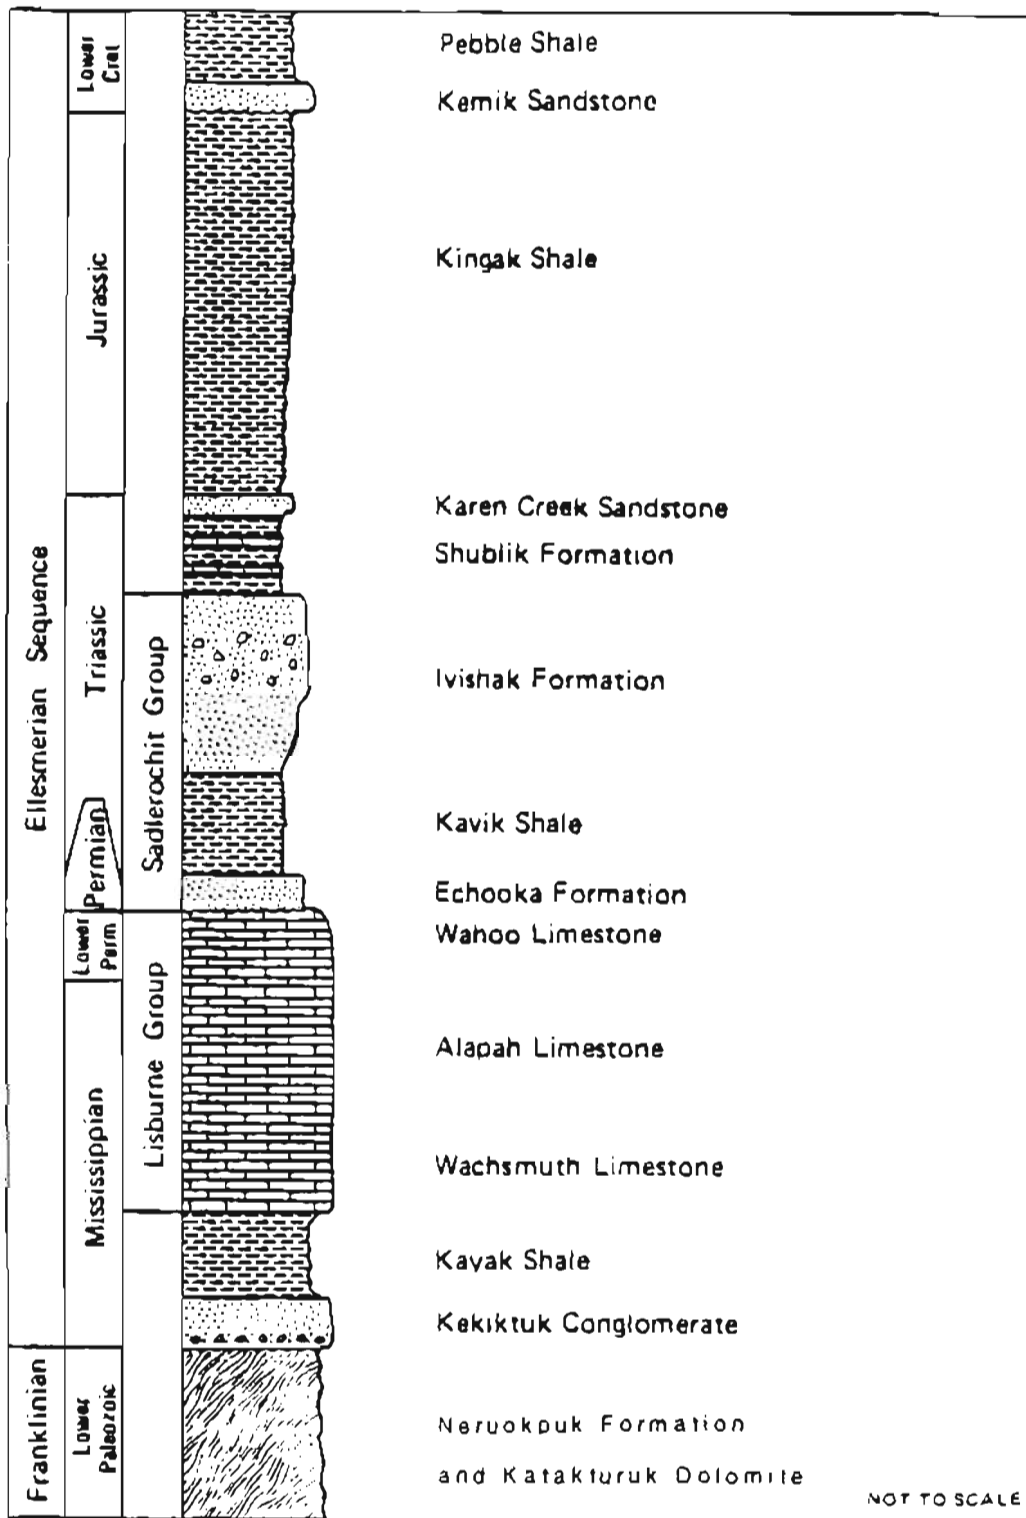 Lower
Cret
Jurassic
Triassic
Permian
Lower
Perm
Mississippian
Lower
Paleozoic
Ellesmerian Sequence
Franklinian
Sadlerochit Group
Lisburne Group
Pebble Shale
Kemik Sandstone
Kingak Shale
Karen Creek Sandstone
Shublik Formation
Ivishak Formation
Kavik Shale
Echooka Formation
Wahoo Limestone
Alapah Limestone
Wachsmuth Limestone
Kayak Shale
Kekiktuk Conglomerate
Neruokpuk Formation
and Katakturuk Dolomite
NOT TO SCALE